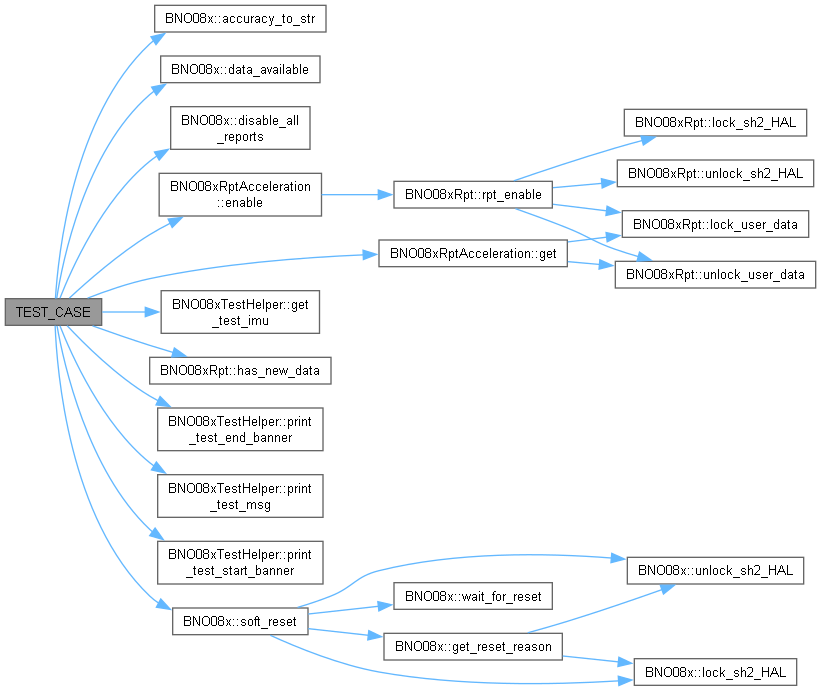 TEST_CASE
BNO08x::accuracy_to_str
BNO08x::data_available
BNO08x::disable_all
_reports
BNO08xRptAcceleration
::enable
BNO08xRpt::rpt_enable
BNO08xRpt::lock_sh2_HAL
BNO08xRpt::unlock_sh2_HAL
BNO08xRpt::lock_user_data
BNO08xRpt::unlock_user_data
BNO08xRptAcceleration::get
BNO08xTestHelper::get
_test_imu
BNO08xRpt::has_new_data
BNO08xTestHelper::print
_test_end_banner
BNO08xTestHelper::print
_test_msg
BNO08xTestHelper::print
_test_start_banner
BNO08x::soft_reset
BNO08x::unlock_sh2_HAL
BNO08x::wait_for_reset
BNO08x::get_reset_reason
BNO08x::lock_sh2_HAL